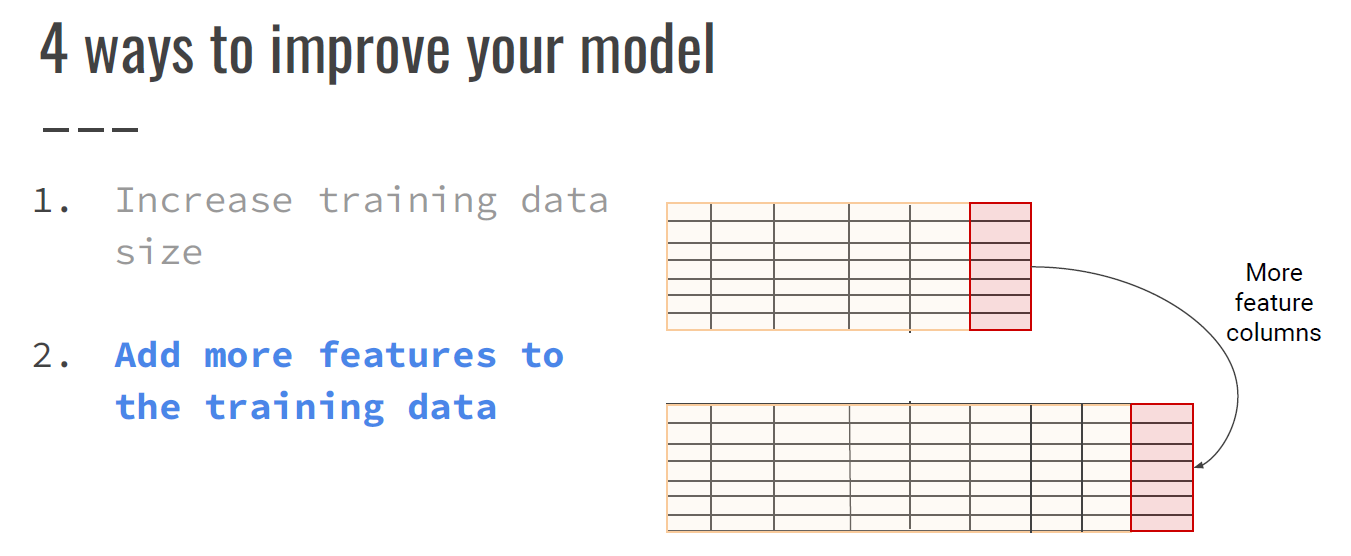 4 ways to improve your model
1. Increase training data
size
2. Add more features to
the training data
More
feature
columns